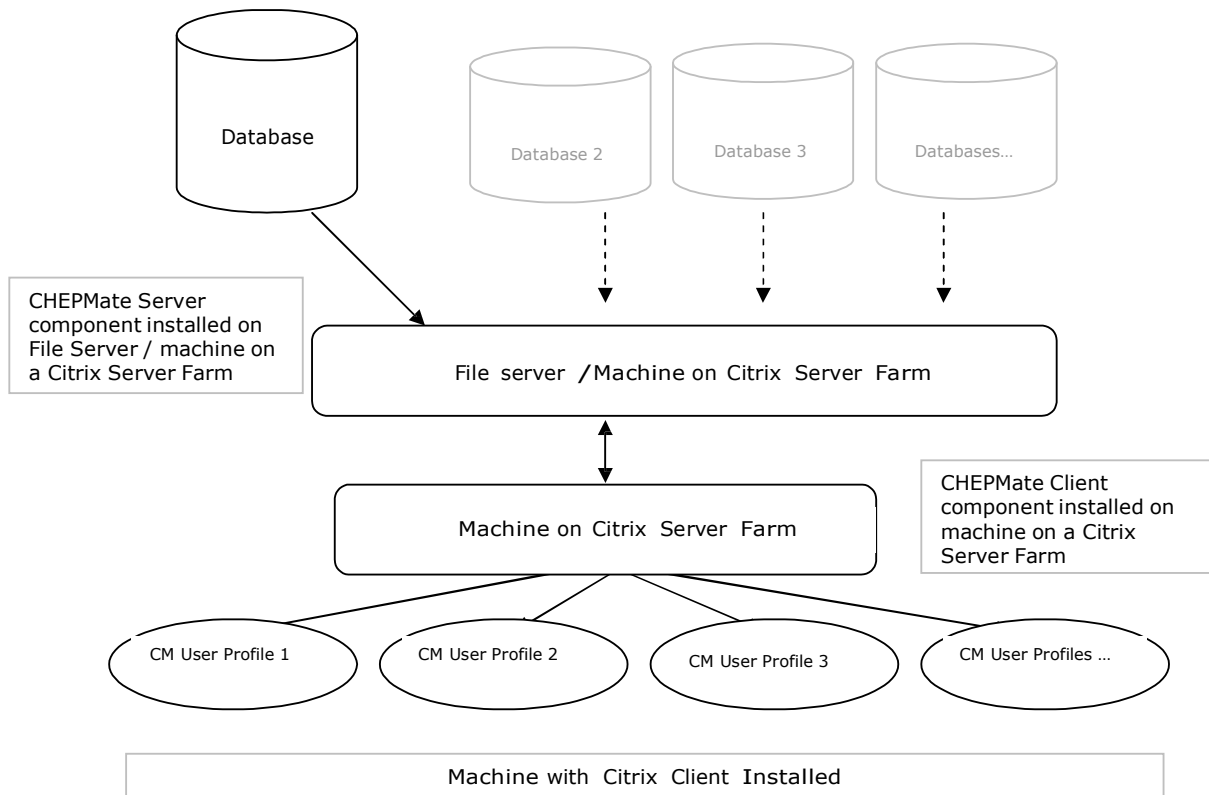 Database
Database 2
Database 3
Databases...
CHEPMate Server
component installed on
File Server / machine on
a Citrix Server Farm
File server /Machine on Citrix Server Farm
CHEPMate Client
component installed on
machine on a Citrix
Server Farm
Machine on Citrix Server Farm
CM User Profile 1
CM User Profile 2
CM User Profile 3
CM User Profiles ...
Machine with Citrix Client Installed